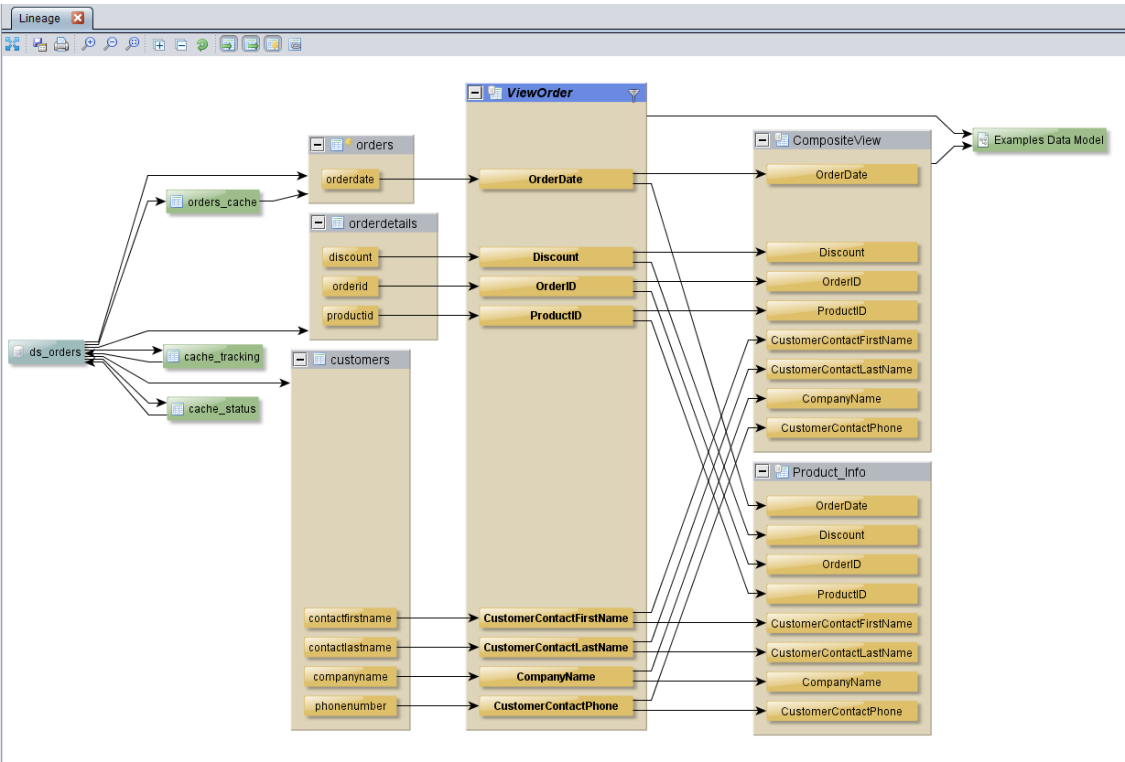 Lineage
ViewOrder
orders
CompositeView
Examples Data Model
orderdate
OrderDate
OrderDate
orders_cache
orderdetails
discount
Discount
Discount
orderid
OrderID
OrderID
productid
ProductID
ProductID
CustomerContactFirstName
ds_orders
cache_tracking
customers
CustomerContactLastName
CompanyName
cache_status
CustomerContactPhone
Product_Info
OrderDate
Discount
OrderID
ProductID
contactfirstname
CustomerContactFirstName
CustomerContactFirstName
contactlastname
CustomerContactLastName
CustomerContactLastName
companyname
CompanyName
CompanyName
phonenumber
CustomerContactPhone
CustomerContactPhone